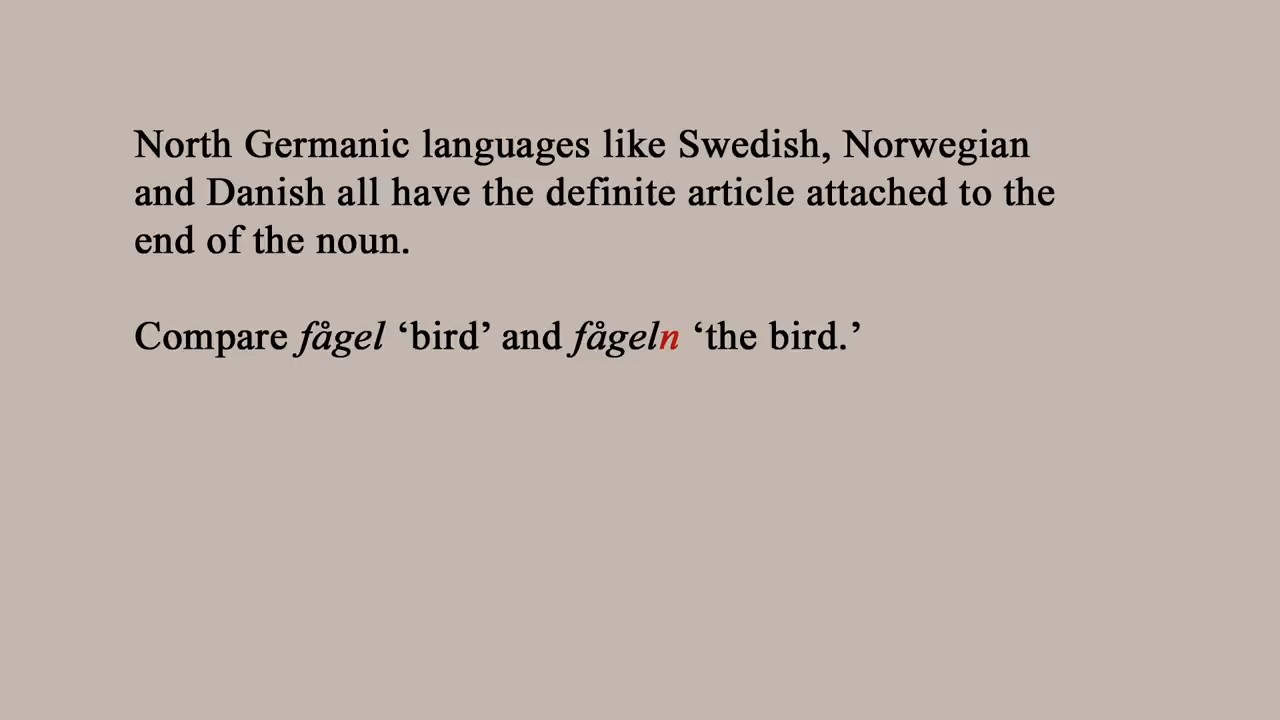 North Germanic languages like Swedish, Norwegian
and Danish all have the definite article attached to the
end of the noun.
Compare fågel ‘bird’ and fågeln ‘the bird.’